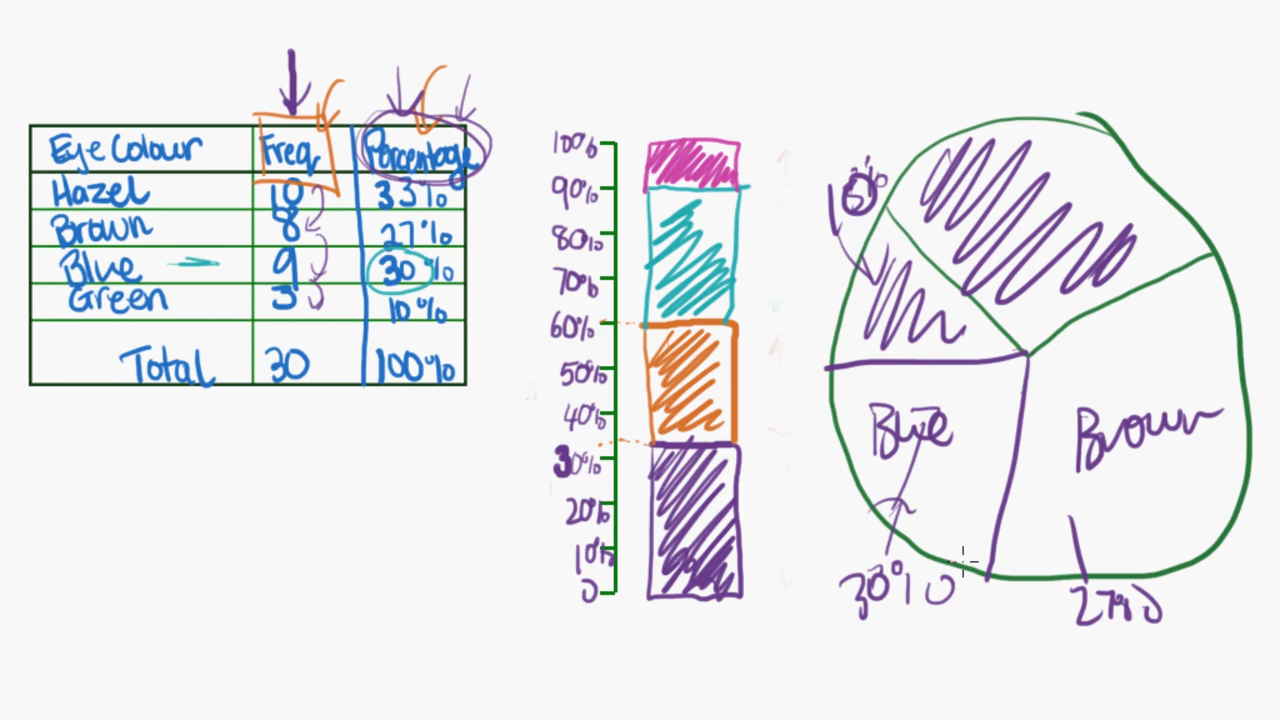 Eye Colour Freq Percentage
Hazel 10 33%
Brown 8 27%
Blue 9 30%
Green 3 10%
Total 30 100%
100%
90%
80%
70%
60%
50%
40%
30%
20%
10%
0
10%
Blue
Brown
30%
27%